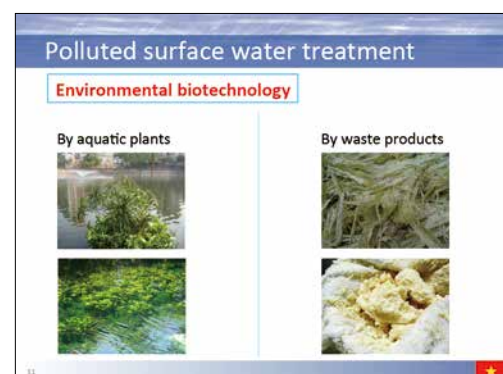 Polluted surface water treatment
Environmental biotechnology
By aquatic plants
By waste products